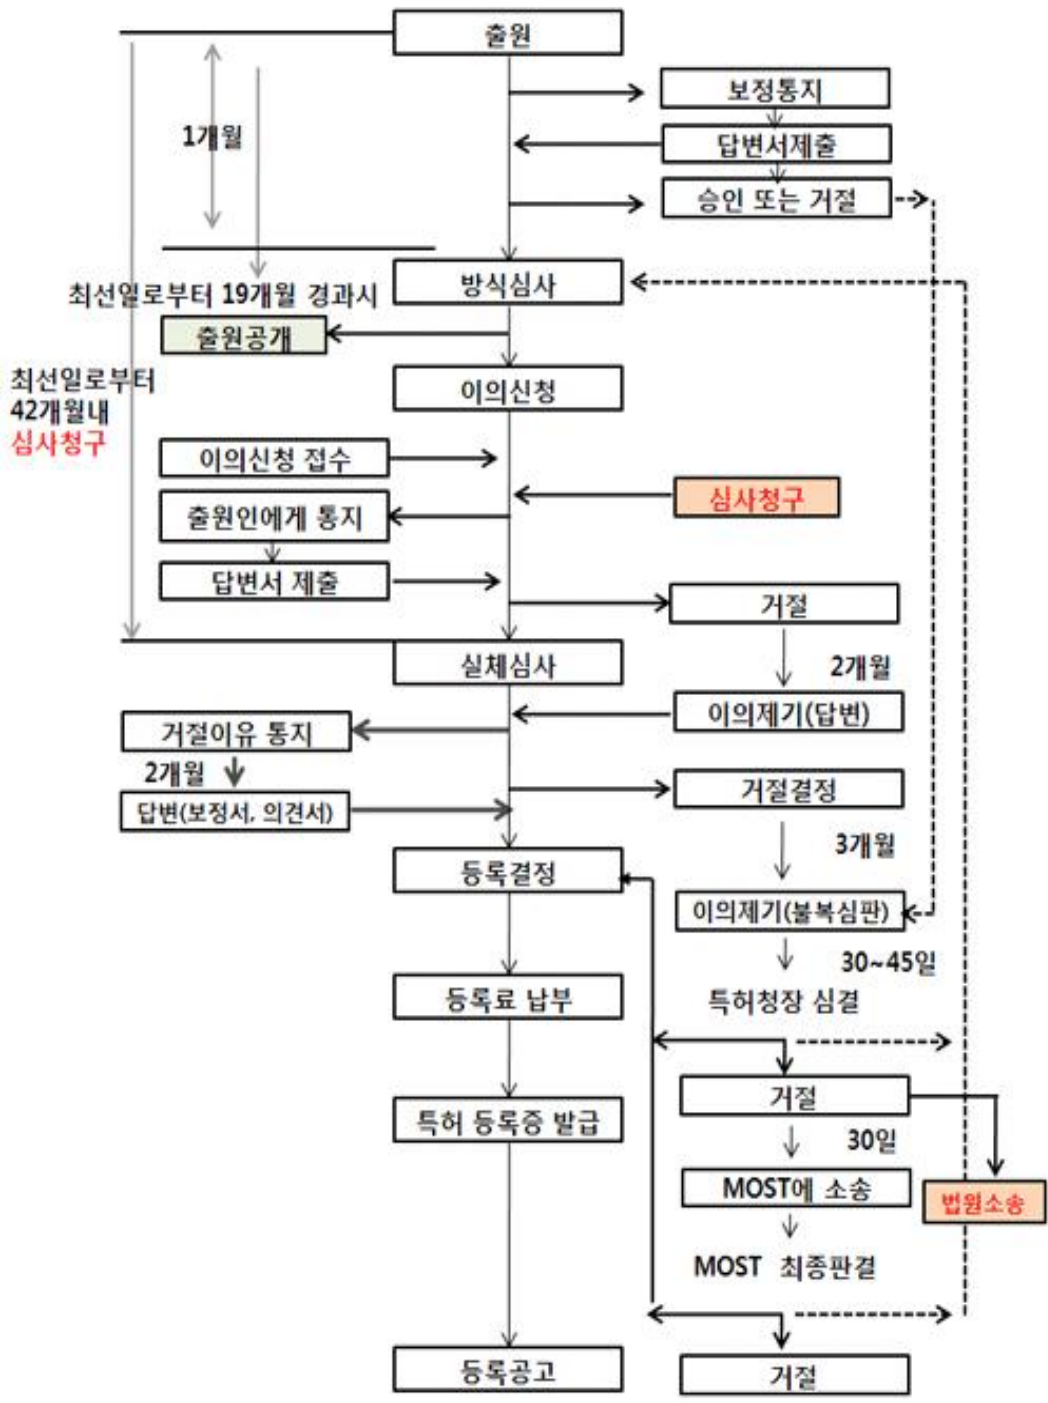 출원
보정통지
1개월
답변서제출
승인 또는 거절
방식심사
최선일로부터 19개월 경과시
출원공개
최선일로부터
42개월내
심사청구
이의신청
이의신청 접수
심사청구
출원인에게 통지
답변서 제출
거절
실체심사
2개월
이의제기(답변)
거절이유 통지
2개월
거절결정
답변(보정서, 의견서)
3개월
등록결정
이의제기(불복심판)
30~45일
등록료 납부
특허청장 심결
거절
특허 등록증 발급
30일
MOST에 소송
법원소송
MOST 최종판결
등록공고
거절